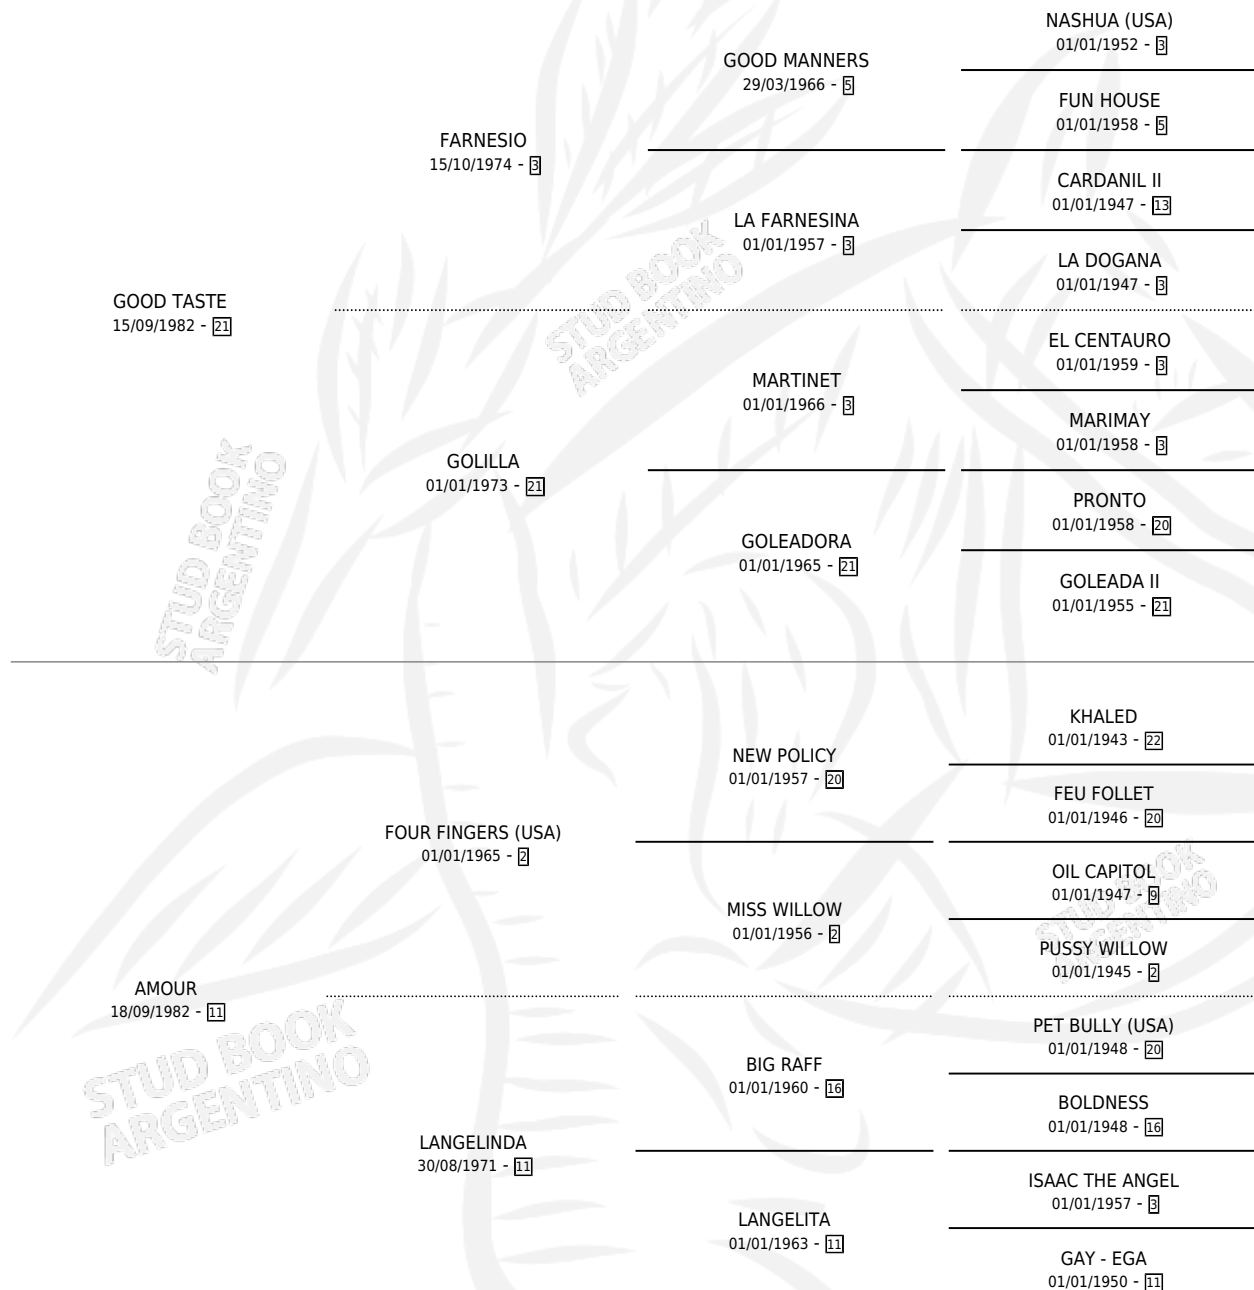 NASHUA (USA)
01/01/1952 - 3
GOOD MANNERS
29/03/1966 - 5
FUN HOUSE
01/01/1958 - 5
FARNESIO
15/10/1974 - 3
CARDANIL II
01/01/1947 - 13
LA FARNESINA
01/01/1957 - 3
LA DOGANA
01/01/1947 - 3
GOOD TASTE
15/09/1982 - 21
EL CENTAURO
01/01/1959 - 3
MARTINET
01/01/1966 - 3
MARIMAY
01/01/1958 - 3
GOLILLA
01/01/1973 - 21
PRONTO
01/01/1958 - 20
GOLEADORA
01/01/1965 - 21
GOLEADA II
01/01/1955 - 21
KHALED
01/01/1943 - 22
NEW POLICY
01/01/1957 - 20
FEU FOLLET
01/01/1946 - 20
FOUR FINGERS (USA)
01/01/1965 - 2
OIL CAPITOL
01/01/1947 - 9
MISS WILLOW
01/01/1956 - 2
PUSSY WILLOW
01/01/1945 - 2
AMOUR
18/09/1982 - 11
PET BULLY (USA)
01/01/1948 - 20
BIG RAFF
01/01/1960 - 16
BOLDNESS
01/01/1948 - 16
LANGELINDA
30/08/1971 - 11
ISAAC THE ANGEL
01/01/1957 - 3
LANGELITA
01/01/1963 - 11
GAY - EGA
01/01/1950 - 11
STUD BOOK
ARGENTINO
STUD BOOK
ARGENTINO
STUD BOOK
ARGENTINO
STUD BOOK
ARGENTINO